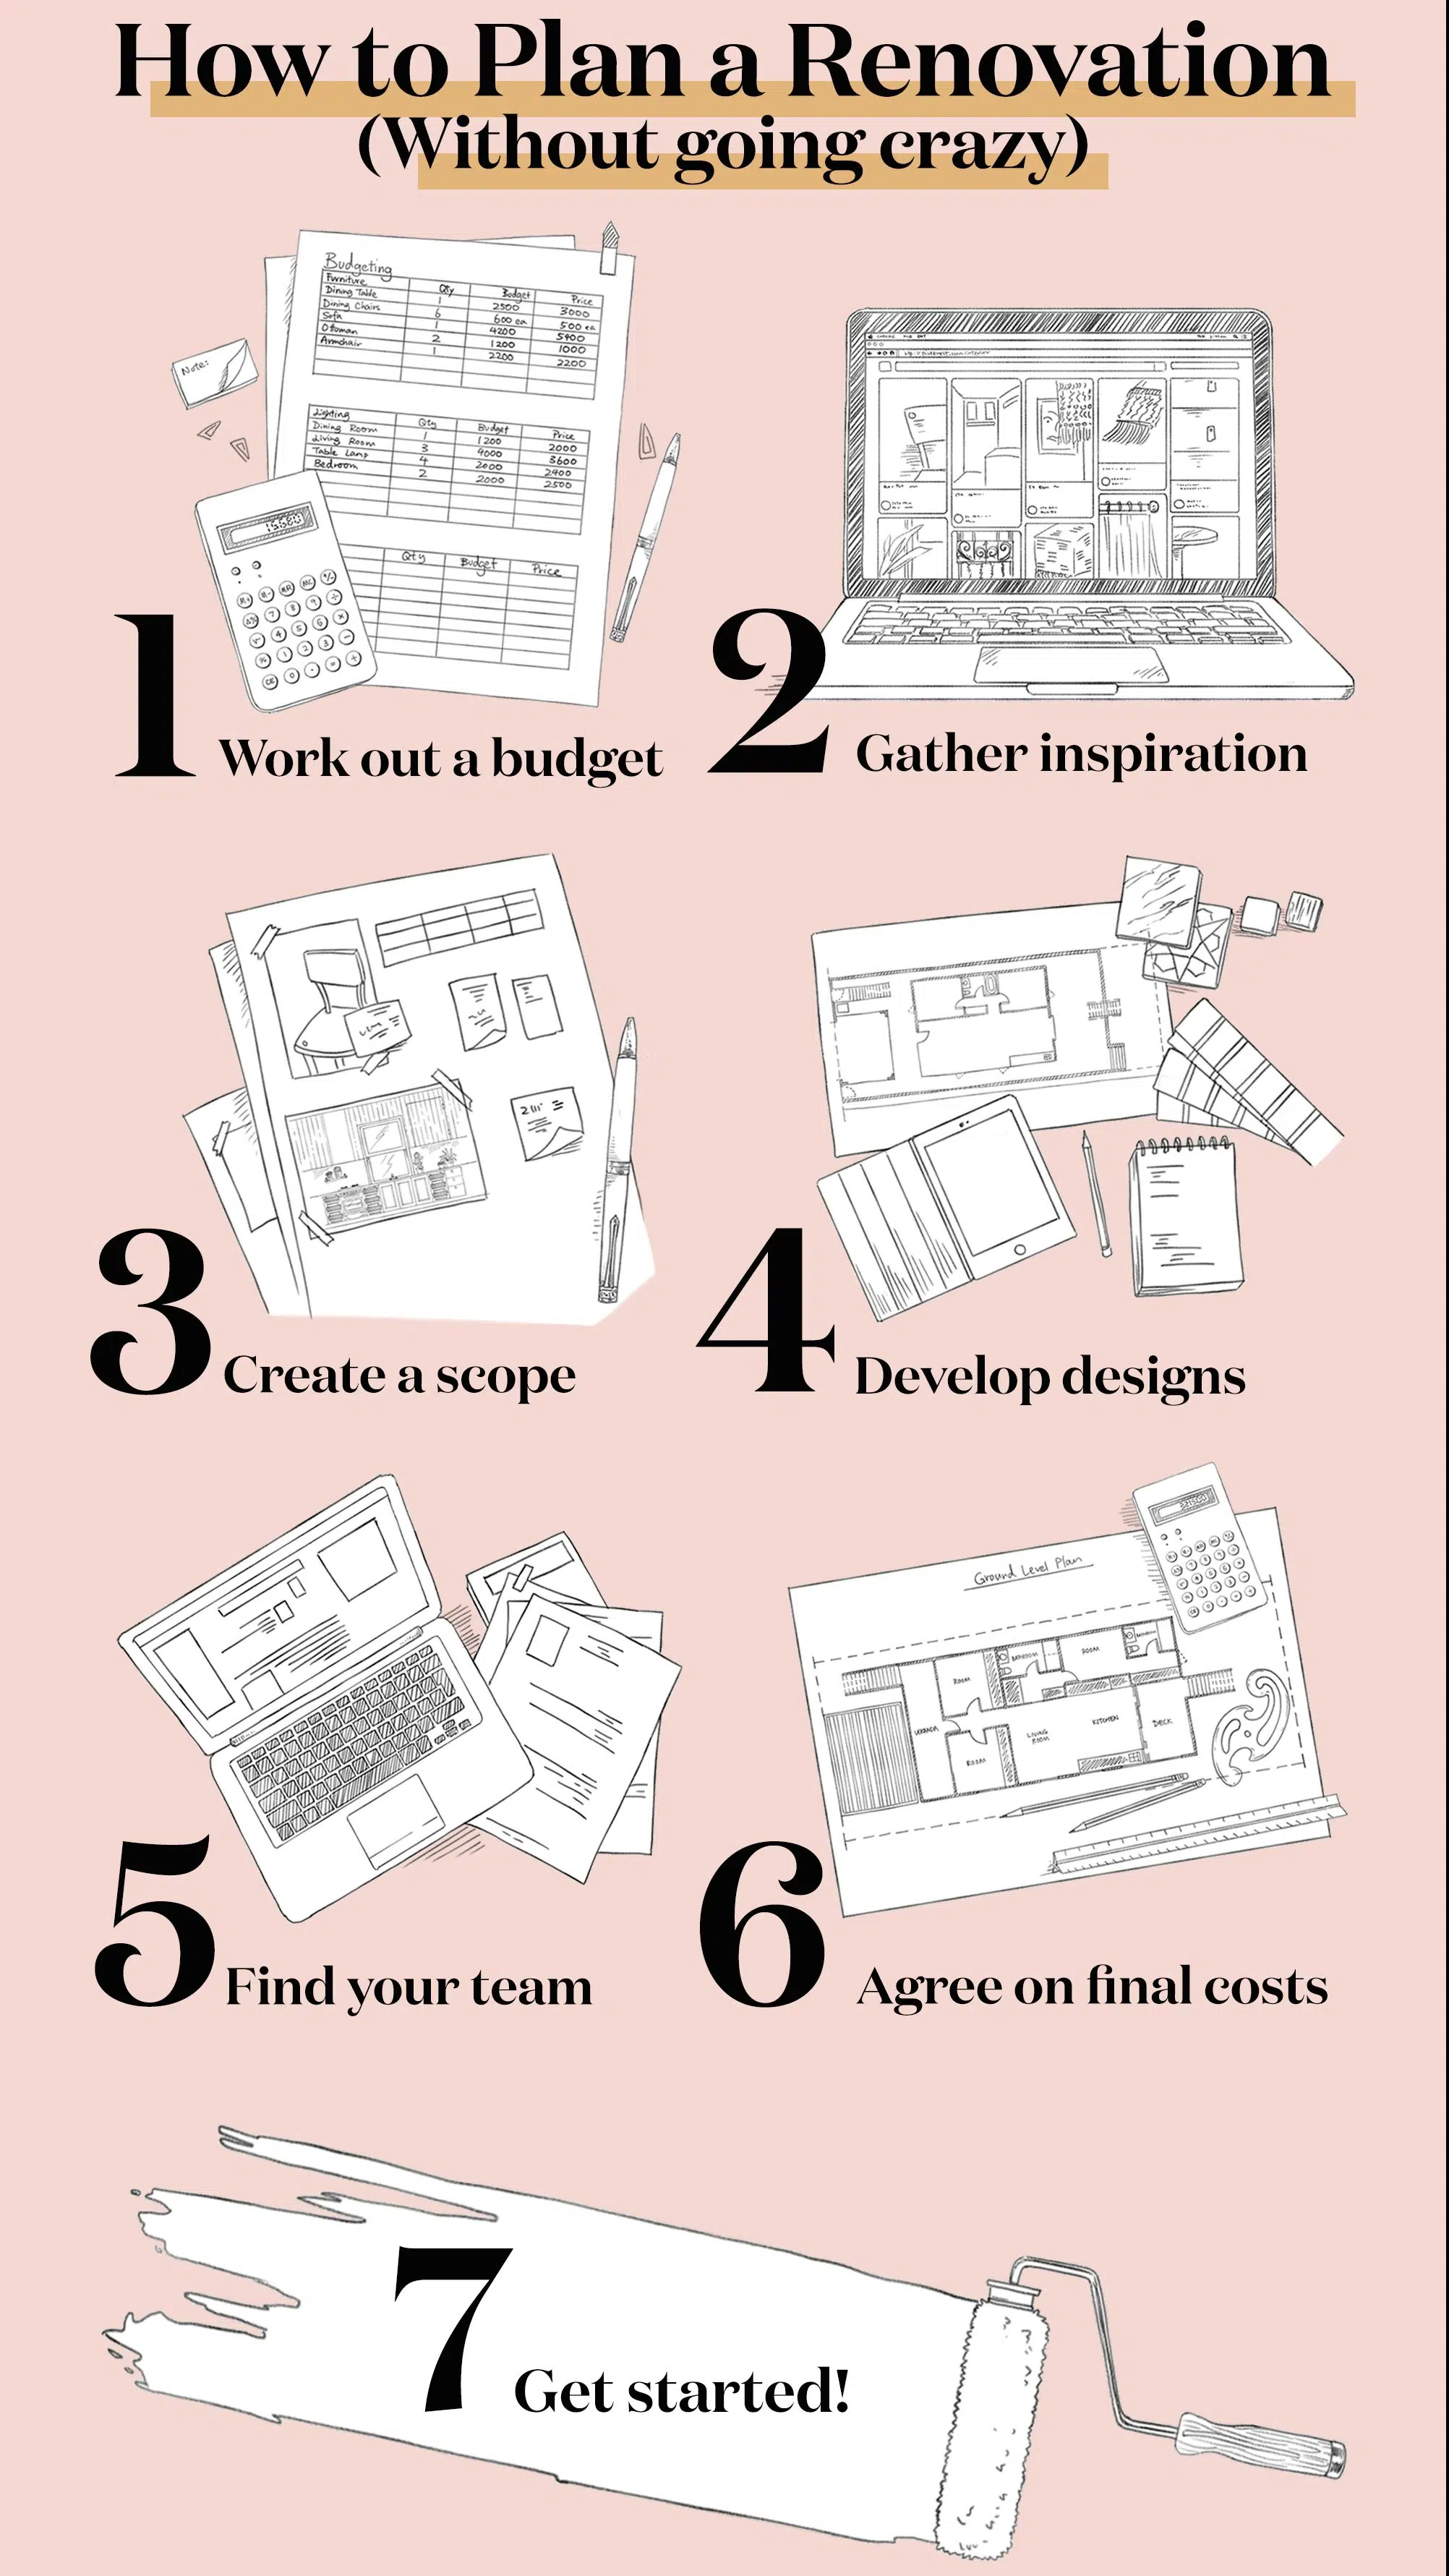 How to Plan a Renovation
(Without going crazy)
Budgeting
Furniture Qty Budget Price
Dining Table 1 2500 3000
Dining Chairs 6 600 ea 500 ea
Sofa 1 4200 5900
Ottoman 2 1200 1000
Armchair 1 2200 2200
Note:
Lighting Qty Budget Price
Dining Room 1 1200 2000
Living Room 3 4000 3600
Table Lamp 4 2000 2400
Bedroom 2 2000 2500
Qty Budget Price
1 Work out a budget
2 Gather inspiration
3 Create a scope
4 Develop designs
5 Find your team
Ground Level Plan
ROOM
BATHROOM
ROOM
LIVING ROOM
KITCHEN
DECK
ROOM
6 Agree on final costs
7 Get started!